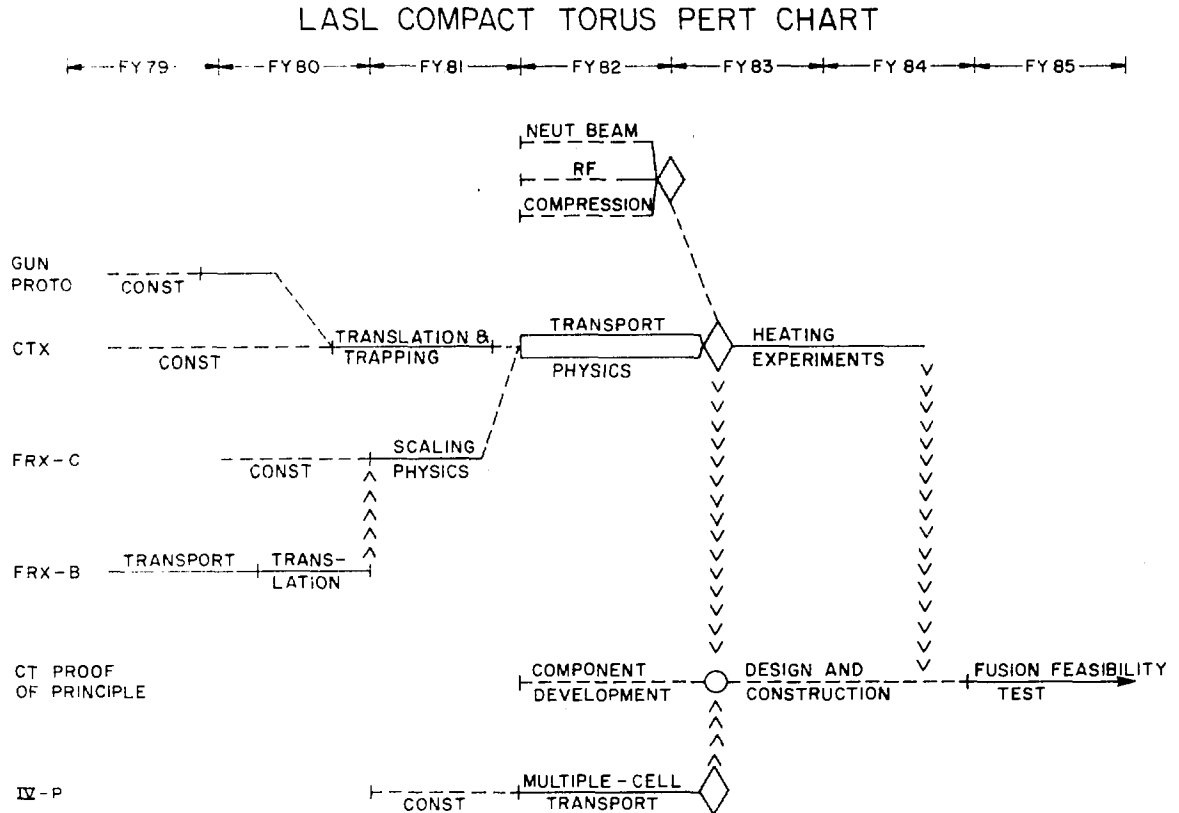 LASL COMPACT TORUS PERT CHART
FY 79 FY 80 FY 81 FY 82 FY 83 FY 84 FY 85
NEUT BEAM
RF
COMPRESSION
GUN
PROTO
CONST
CTX
CONST
TRANSLATION &
TRAPPING
TRANSPORT
PHYSICS
HEATING
EXPERIMENTS
FRX-C
CONST
SCALING
PHYSICS
FRX-B
TRANSPORT
TRANS-
LATION
CT PROOF
OF PRINCIPLE
COMPONENT
DEVELOPMENT
DESIGN AND
CONSTRUCTION
FUSION FEASIBILITY
TEST
IV-P
CONST
MULTIPLE-CELL
TRANSPORT